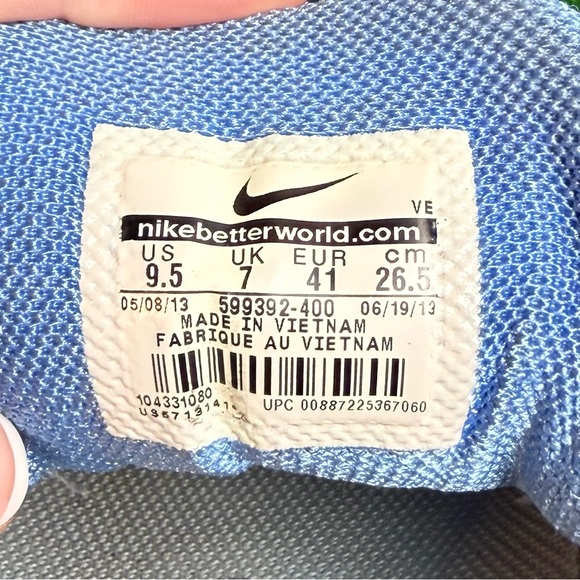 VE
nikebetterworld.com
US UK EUR cm
9.5 7 41 26.5
05/08/13 599392-400 06/19/13
MADE IN VIETNAM
FABRIQUE AU VIETNAM
104331080
UPC 00887225367060